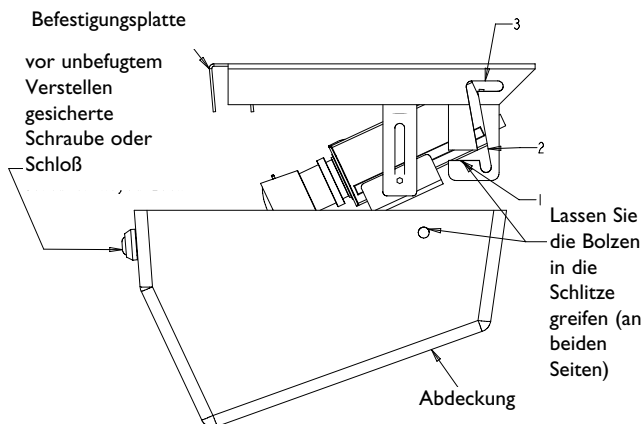 Befestigungsplatte
vor unbefugtem
Verstellen
gesicherte
Schraube oder
Schloß
3
2
1
Lassen Sie
die Bolzen
in die
Schlitze
greifen (an
beiden
Seiten)
Abdeckung